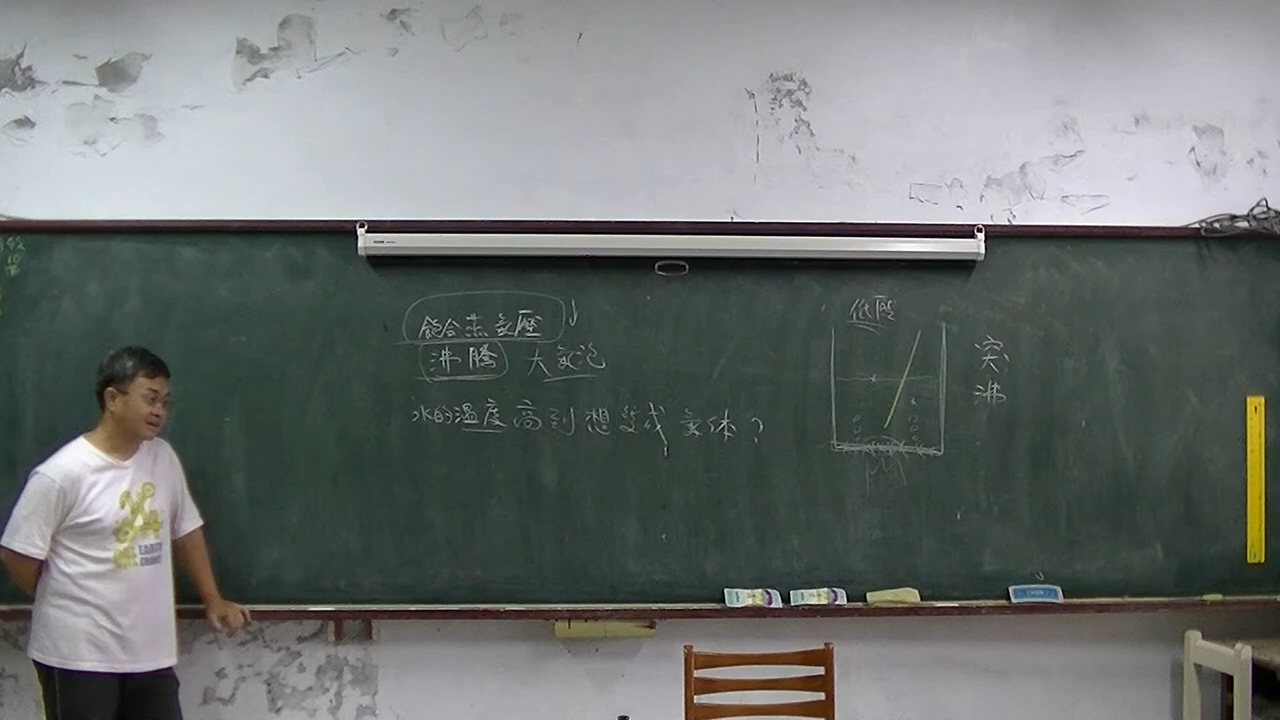 飽合蒸氣壓
沸騰 大氣泡
水的溫度高到想變成氣体?
低壓
突沸